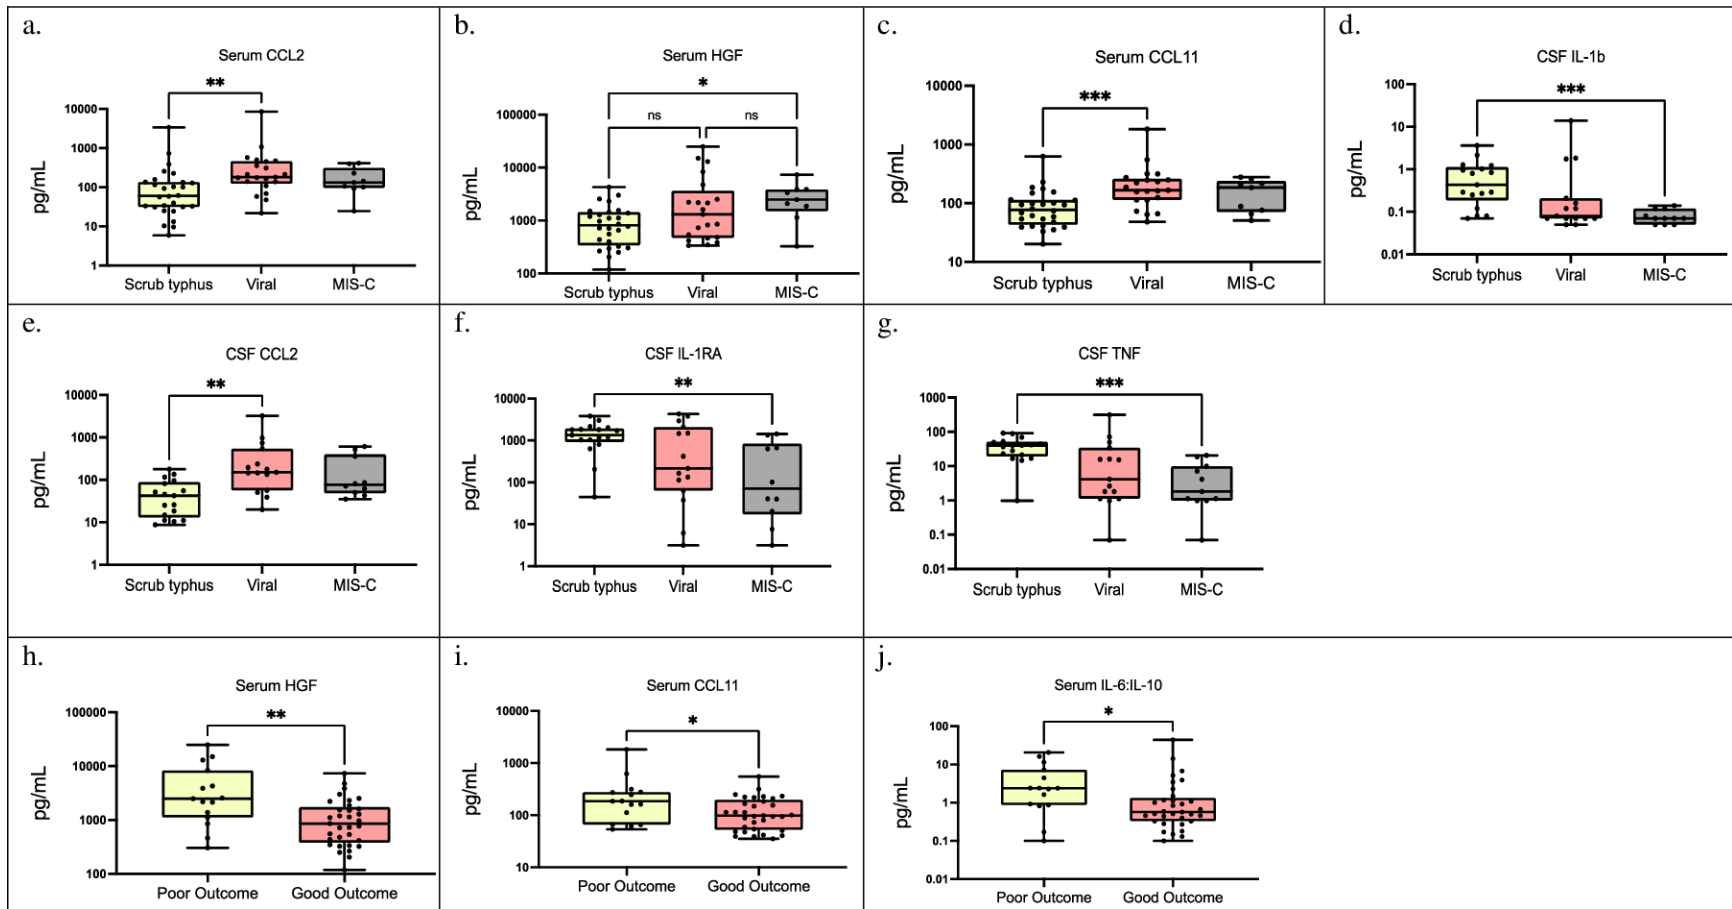 a.
Serum CCL2
**
pg/mL
10000
1000
100
10
1
Scrub typhus Viral MIS-C
b.
Serum HGF
*
ns ns
pg/mL
100000
10000
1000
100
Scrub typhus Viral MIS-C
c.
Serum CCL11
***
pg/mL
10000
1000
100
10
Scrub typhus Viral MIS-C
d.
CSF IL-1b
***
pg/mL
100
10
1
0.1
0.01
Scrub typhus Viral MIS-C
e.
CSF CCL2
**
pg/mL
10000
1000
100
10
1
Scrub typhus Viral MIS-C
f.
CSF IL-1RA
**
pg/mL
10000
1000
100
10
1
Scrub typhus Viral MIS-C
g.
CSF TNF
***
pg/mL
1000
100
10
1
0.1
0.01
Scrub typhus Viral MIS-C
h.
Serum HGF
**
pg/mL
100000
10000
1000
100
Poor Outcome Good Outcome
i.
Serum CCL11
*
pg/mL
10000
1000
100
10
Poor Outcome Good Outcome
j.
Serum IL-6:IL-10
*
pg/mL
100
10
1
0.1
0.01
Poor Outcome Good Outcome